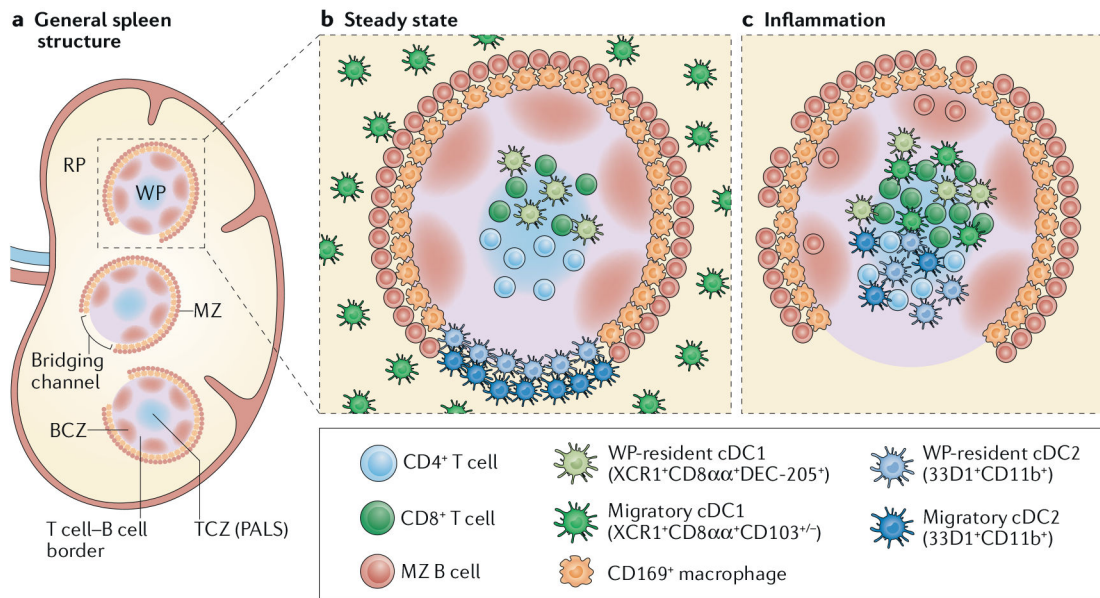 a General spleen
structure
RP
WP
MZ
Bridging
channel
BCZ
T cell–B cell
border
TCZ (PALS)
b Steady state
c Inflammation
CD4⁺ T cell
CD8⁺ T cell
MZ B cell
WP-resident cDC1
(XCR1⁺CD8αα⁺DEC-205⁺)
Migratory cDC1
(XCR1⁺CD8αα⁺CD103⁺/⁻)
CD169⁺ macrophage
WP-resident cDC2
(33D1⁺CD11b⁺)
Migratory cDC2
(33D1⁺CD11b⁺)